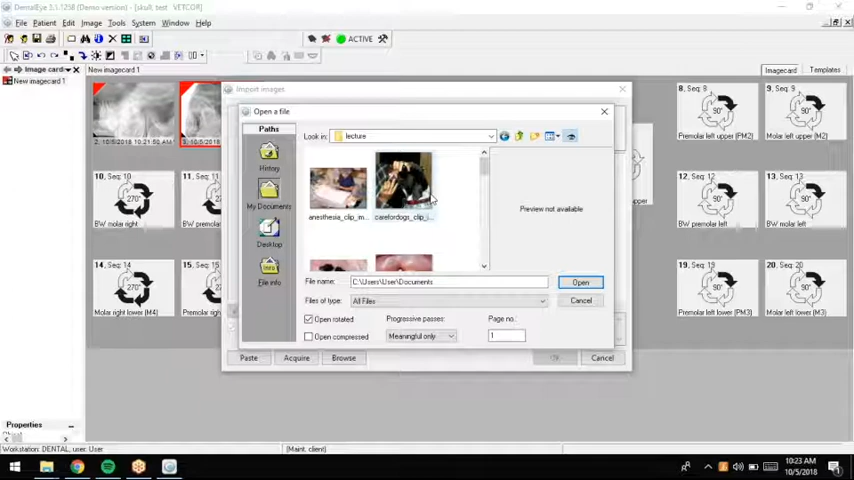 DentalEye 3.1.1258 (Demo version) - [skull, test   VETCOR]
File Patient Edit Image Tools System Window Help
ACTIVE
Image car
New imagecard 1
Imagecard
Templates
New imagecard 1
2, 10/5/2018 10:21:50 AM
3, 10/5/2018
Import images
8, Seq: 8
90°
Premolar left upper (PM2)
9, Seq: 9
90°
Molar left upper (M2)
10, Seq: 10
270°
BW molar right
11, Seq: 11
BW premola
12, Seq: 12
90°
BW premolar left
13, Seq: 13
90°
BW molar left
14, Seq: 14
270°
Molar right lower (M4)
15, Seq: 15
Premolar
19, Seq: 19
90°
Premolar left lower (PM3)
20, Seq: 20
90°
Molar left lower (M3)
Open a file
Paths
History
My Documents
Desktop
File info
Look in:
lecture
anesthesia_clip_m...
carefordogs_clip_i...
Preview not available
File name:
C:\Users\User\Documents
Open
Files of type:
All Files
Cancel
Open rotated
Progressive passes:
Page no.:
Open compressed
Meaningful only
1
Paste
Acquire
Browse
Cancel
Properties
Workstation: DENTAL, user: User
(Maint. client)
10:23 AM
10/5/2018